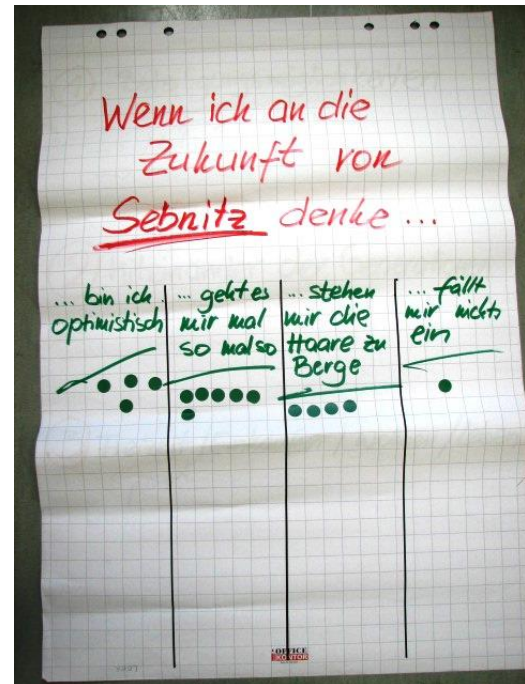 Wenn ich an die
Zukunft von
Sebnitz denke ...
... bin ich
optimistisch
... geht es
mir mal
so mal so
... stehen
mir die
Haare zu
Berge
... fällt
mir nichts
ein
OFFICE